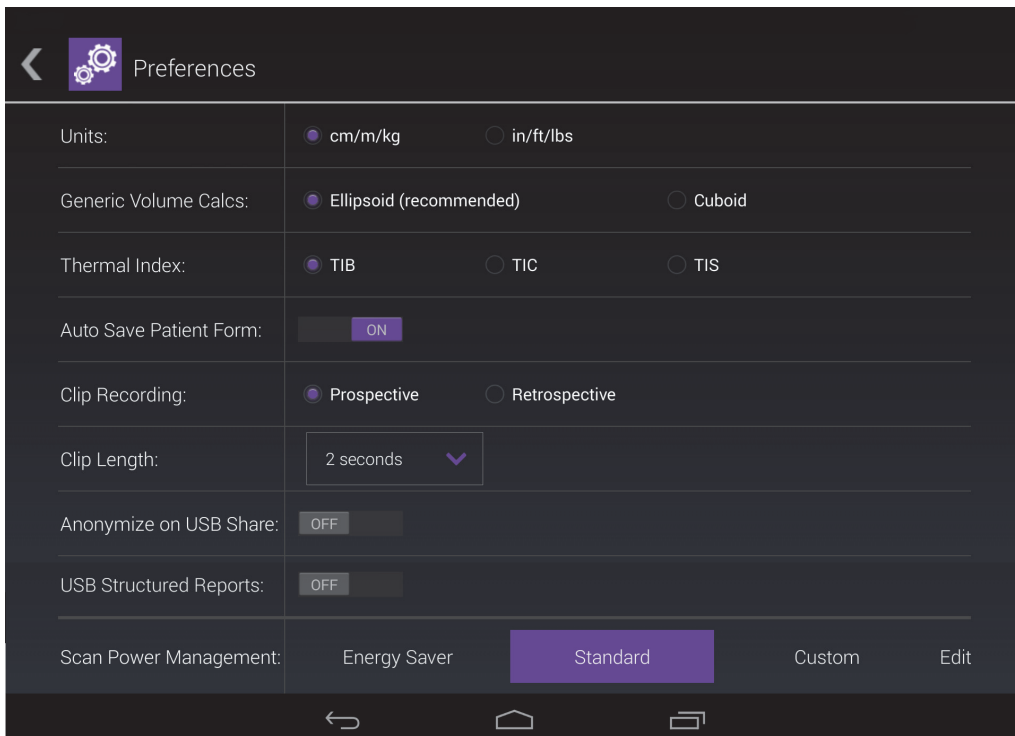 Preferences
Units: cm/m/kg in/ft/lbs
Generic Volume Calcs: Ellipsoid (recommended) Cuboid
Thermal Index: TIB TIC TIS
Auto Save Patient Form: ON
Clip Recording: Prospective Retrospective
Clip Length: 2 seconds
Anonymize on USB Share: OFF
USB Structured Reports: OFF
Scan Power Management: Energy Saver Standard Custom Edit